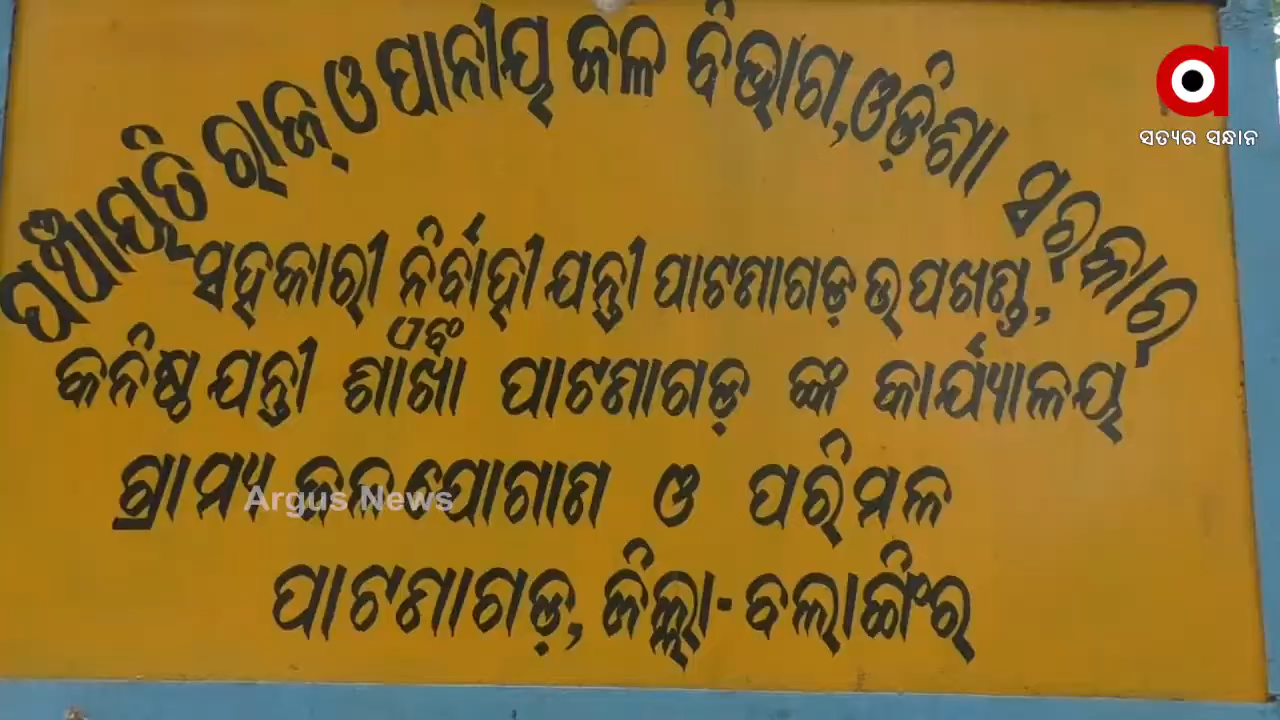 ପଞ୍ଚାୟତି ରାଜ୍ ଓ ପାନୀୟ ଜଳ ବିଭାଗ, ଓଡ଼ିଶା ସରକାର
ସହକାରୀ ନିର୍ବାହୀ ଯନ୍ତ୍ରୀ ପାଟଣାଗଡ଼ ଉପଖଣ୍ଡ,
ଏବଂ
କନିଷ୍ଠ ଯନ୍ତ୍ରୀ ଶାଖା ପାଟଣାଗଡ଼ ଙ୍କ କାର୍ଯ୍ୟାଳୟ
ଗ୍ରାମ୍ୟ ଜଳଯୋଗାଣ ଓ ପରିମଳ
ପାଟଣାଗଡ଼, ଜିଲ୍ଲା- ବଲାଙ୍ଗିର
ସତ୍ୟର ସନ୍ଧାନ
Argus News